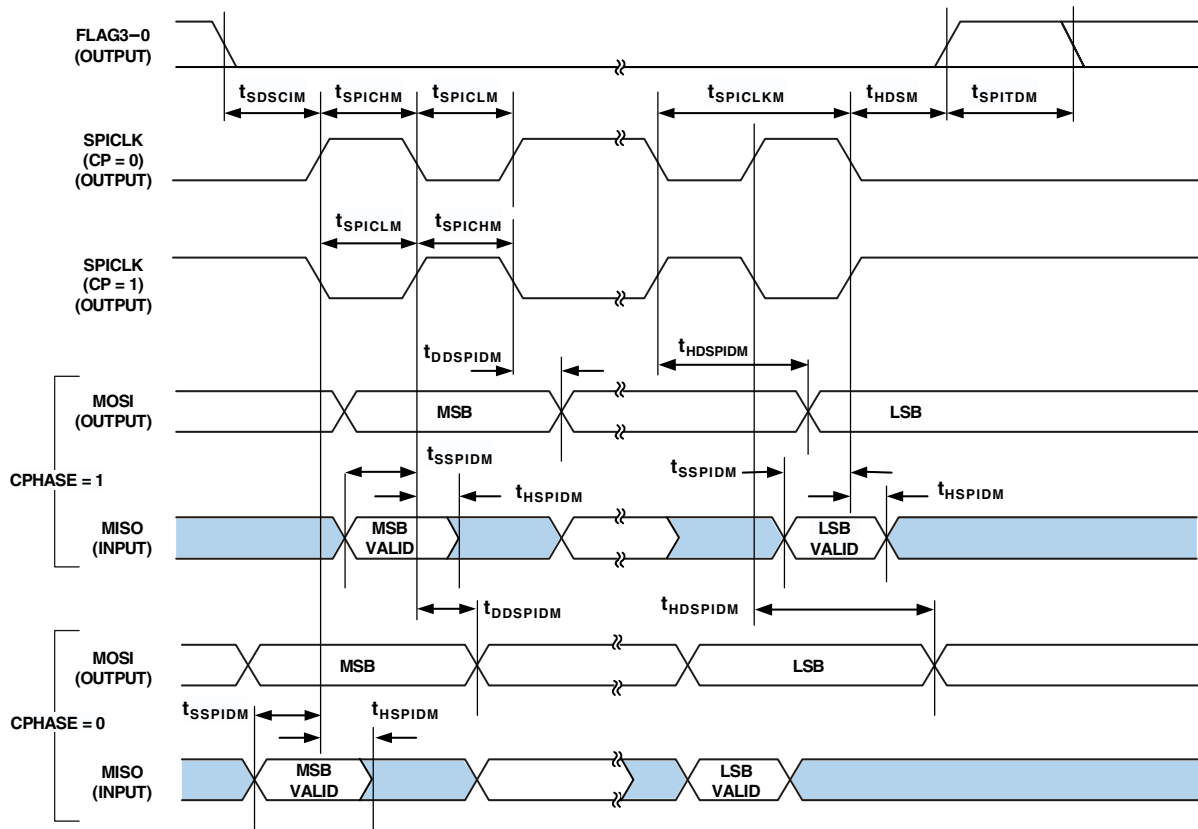 FLAG3–0
(OUTPUT)
tSDSCIM
tSPICHM
tSPICLM
tSPICLKM
tHDSM
tSPITDM
SPICLK
(CP = 0)
(OUTPUT)
tSPICLM
tSPICHM
SPICLK
(CP = 1)
(OUTPUT)
tDDSPIDM
tHDSPIDM
CPHASE = 1
MOSI
(OUTPUT)
MSB
LSB
tSSPIDM
tHSPIDM
tSSPIDM
tHSPIDM
MISO
(INPUT)
MSB
VALID
LSB
VALID
tDDSPIDM
tHDSPIDM
CPHASE = 0
MOSI
(OUTPUT)
MSB
LSB
tSSPIDM
tHSPIDM
MISO
(INPUT)
MSB
VALID
LSB
VALID